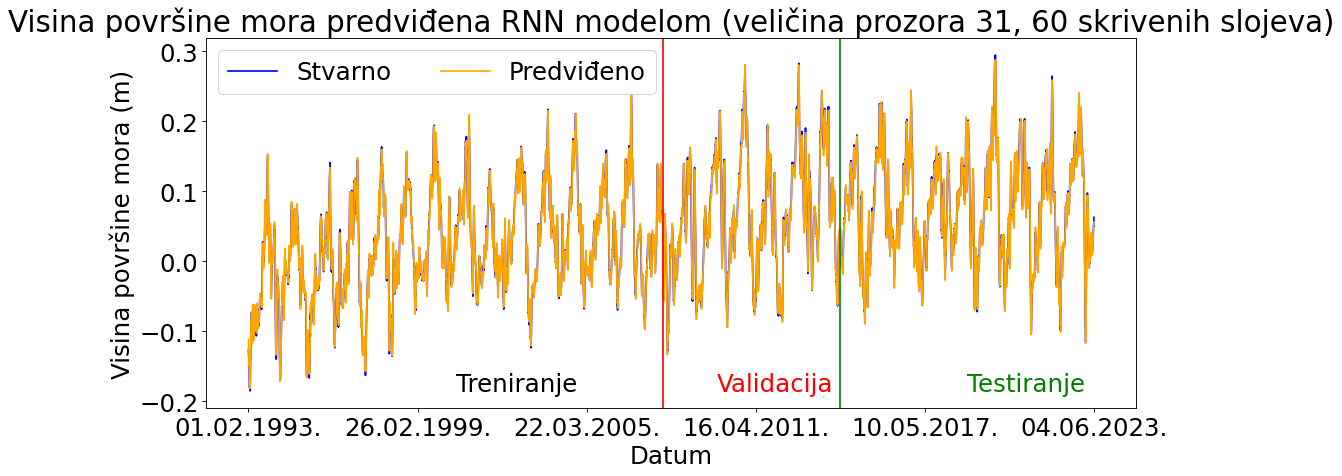 Visina površine mora predviđena RNN modelom (veličina prozora 31, 60 skrivenih slojeva)
Stvarno Predviđeno
Visina površine mora (m)
0.3
0.2
0.1
0.0
−0.1
−0.2
Treniranje Validacija Testiranje
01.02.1993. 26.02.1999. 22.03.2005. 16.04.2011. 10.05.2017. 04.06.2023.
Datum